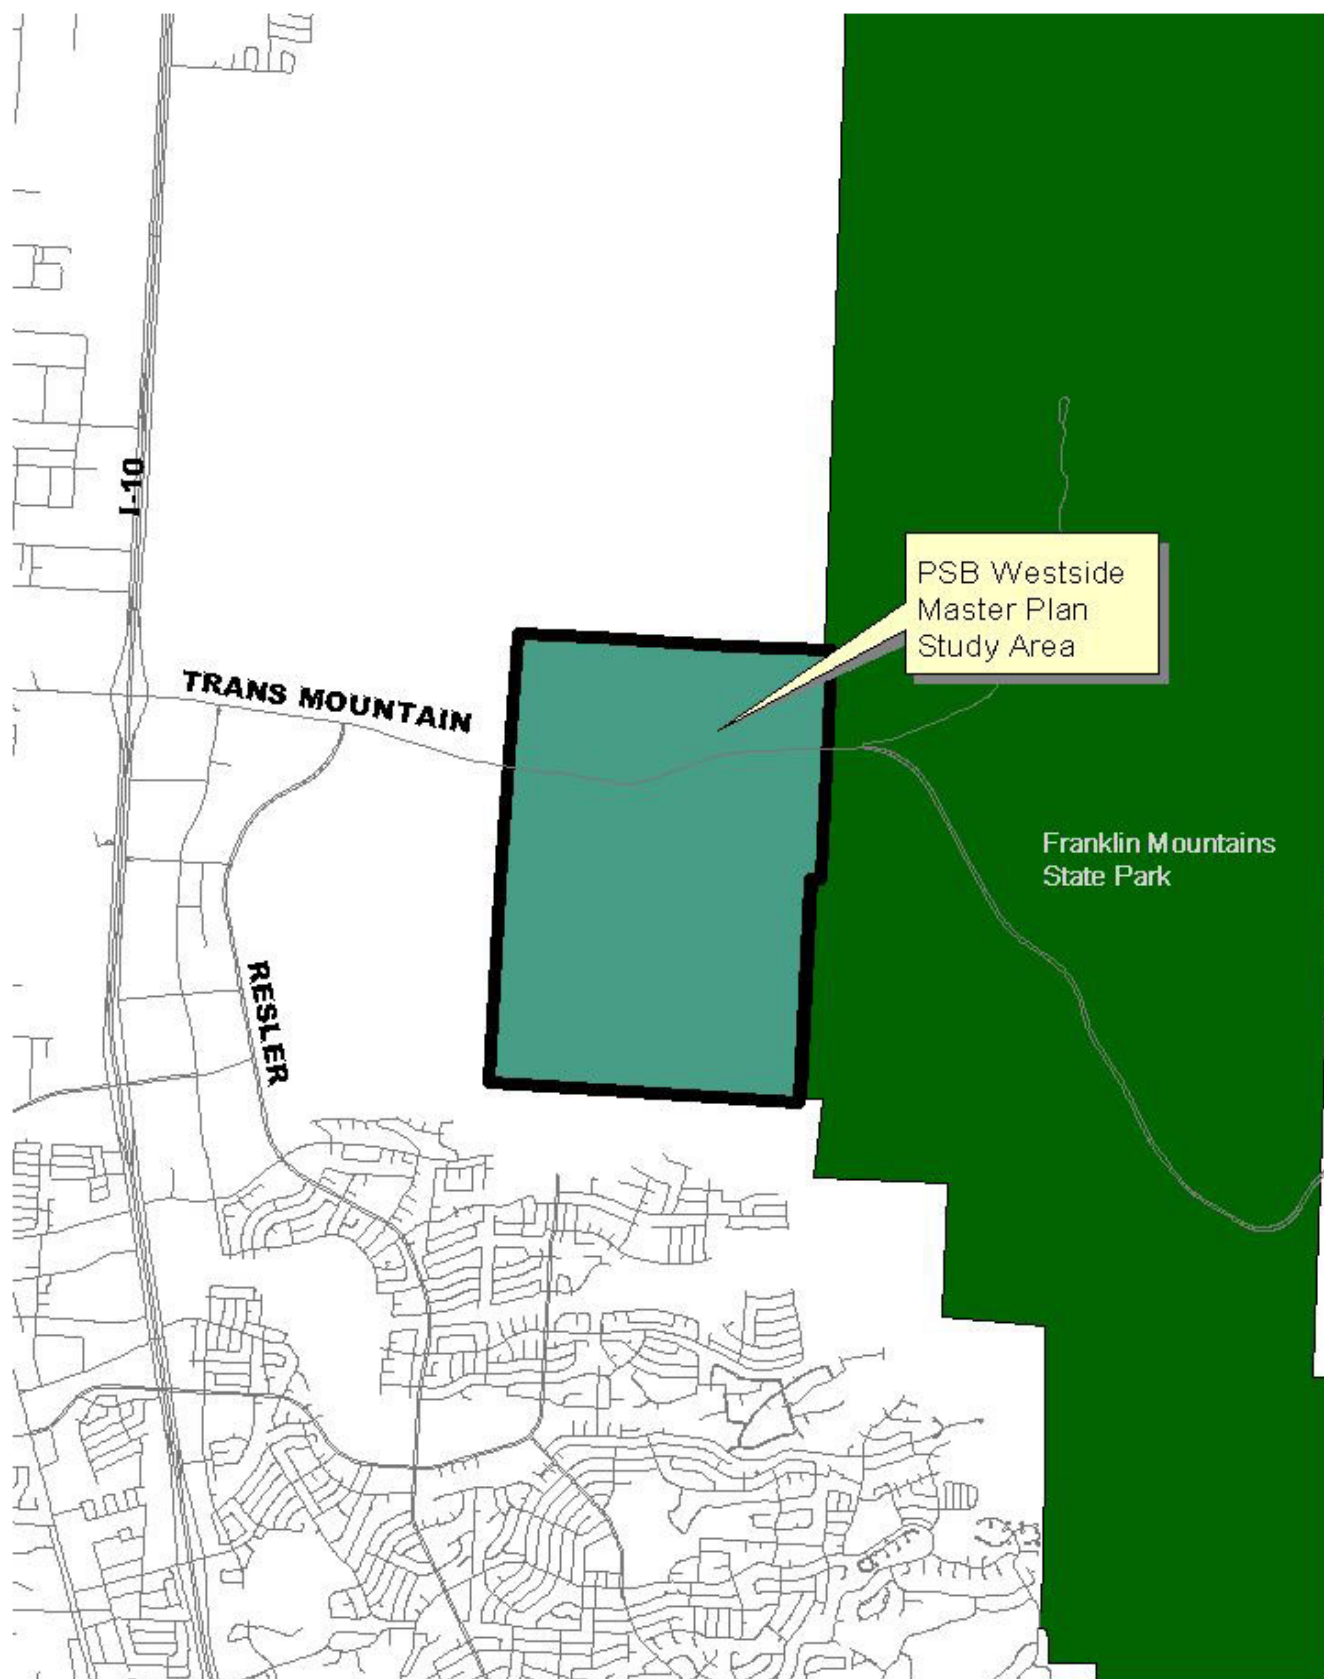 I-10
PSB Westside
Master Plan
Study Area
TRANS MOUNTAIN
Franklin Mountains
State Park
RESLER